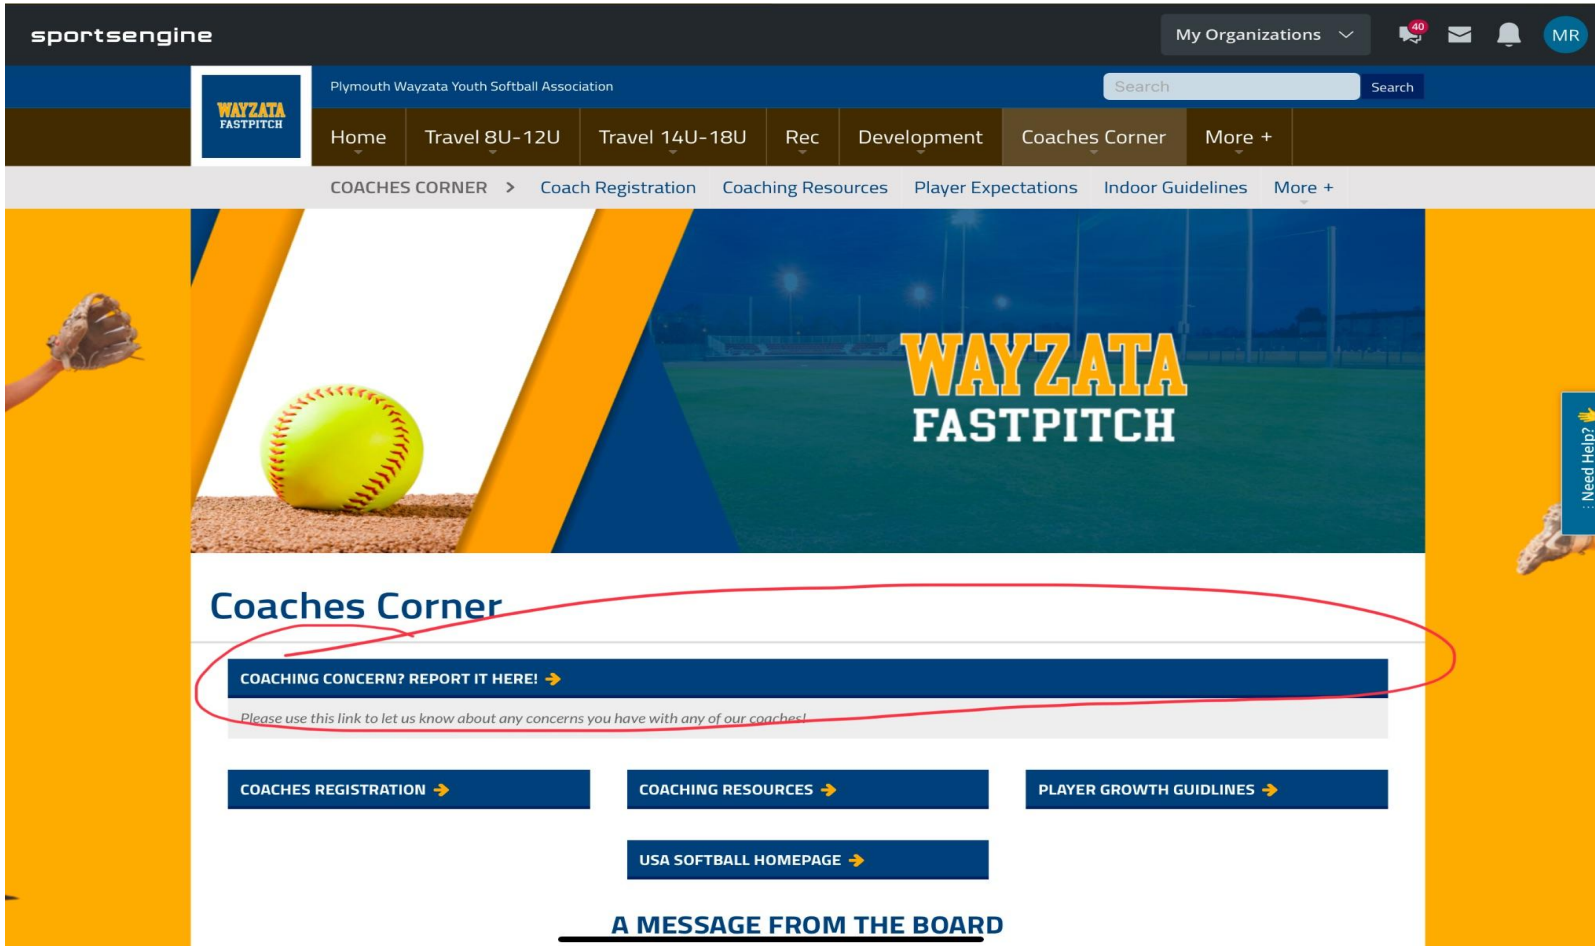 sportsengine
My Organizations
40
MR
Plymouth Wayzata Youth Softball Association
Search
Search
WAYZATA
FASTPITCH
Home
Travel 8U-12U
Travel 14U-18U
Rec
Development
Coaches Corner
More +
COACHES CORNER >
Coach Registration
Coaching Resources
Player Expectations
Indoor Guidelines
More +
WAYZATA
FASTPITCH
Need Help?
Coaches Corner
COACHING CONCERN? REPORT IT HERE!
Please use this link to let us know about any concerns you have with any of our coaches!
COACHES REGISTRATION
COACHING RESOURCES
PLAYER GROWTH GUIDLINES
USA SOFTBALL HOMEPAGE
A MESSAGE FROM THE BOARD